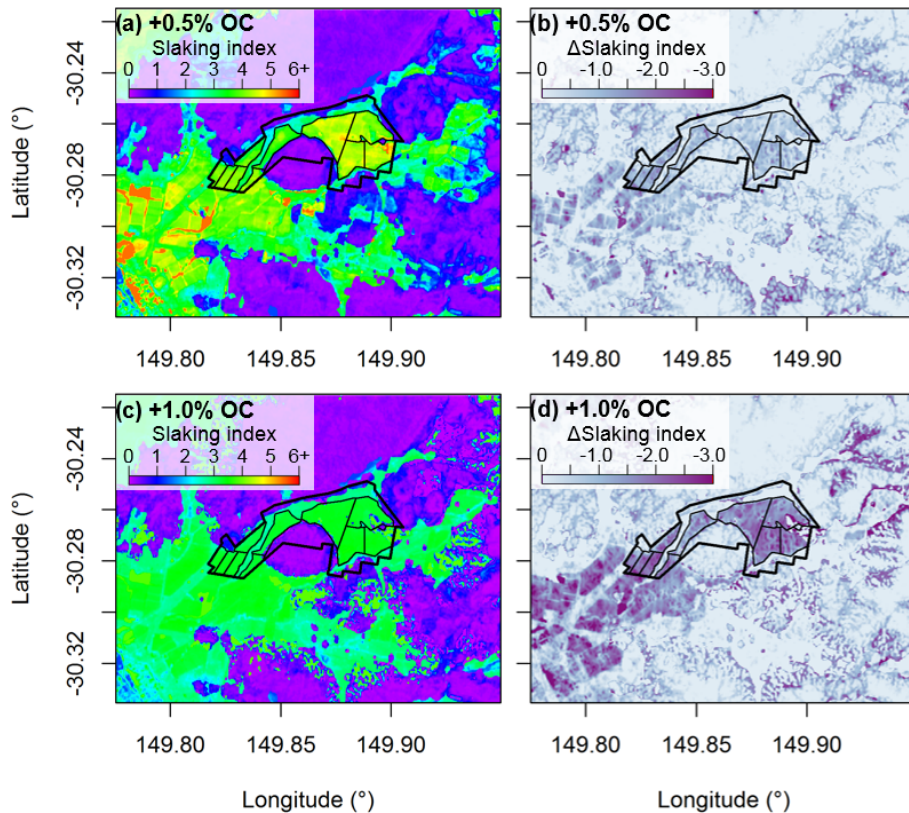 (a) +0.5% OC
Slaking index
0 1 2 3 4 5 6+
(b) +0.5% OC
ΔSlaking index
0 -1.0 -2.0 -3.0
Latitude (°)
-30.24
-30.28
-30.32
149.80 149.85 149.90
149.80 149.85 149.90
(c) +1.0% OC
Slaking index
0 1 2 3 4 5 6+
(d) +1.0% OC
ΔSlaking index
0 -1.0 -2.0 -3.0
Latitude (°)
-30.24
-30.28
-30.32
149.80 149.85 149.90
149.80 149.85 149.90
Longitude (°)
Longitude (°)